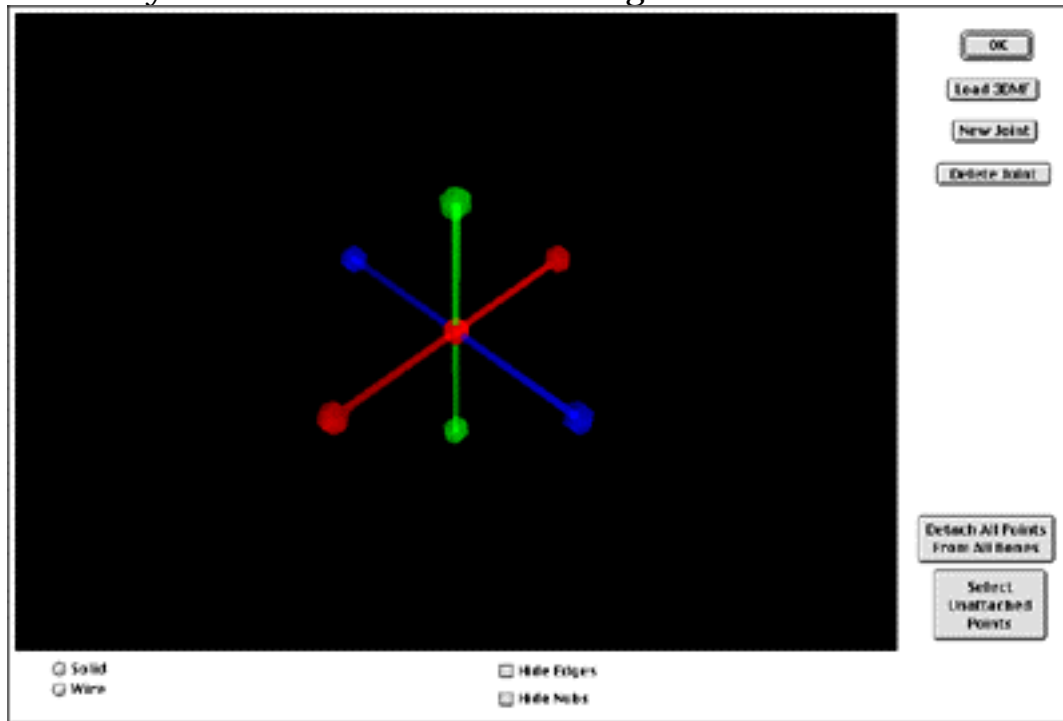 OK
Load 3DMF
New Joint
Delete Joint
Detach All Points
From All Bones
Select
Unattached
Points
Solid
Wire
Hide Edges
Hide Nubs